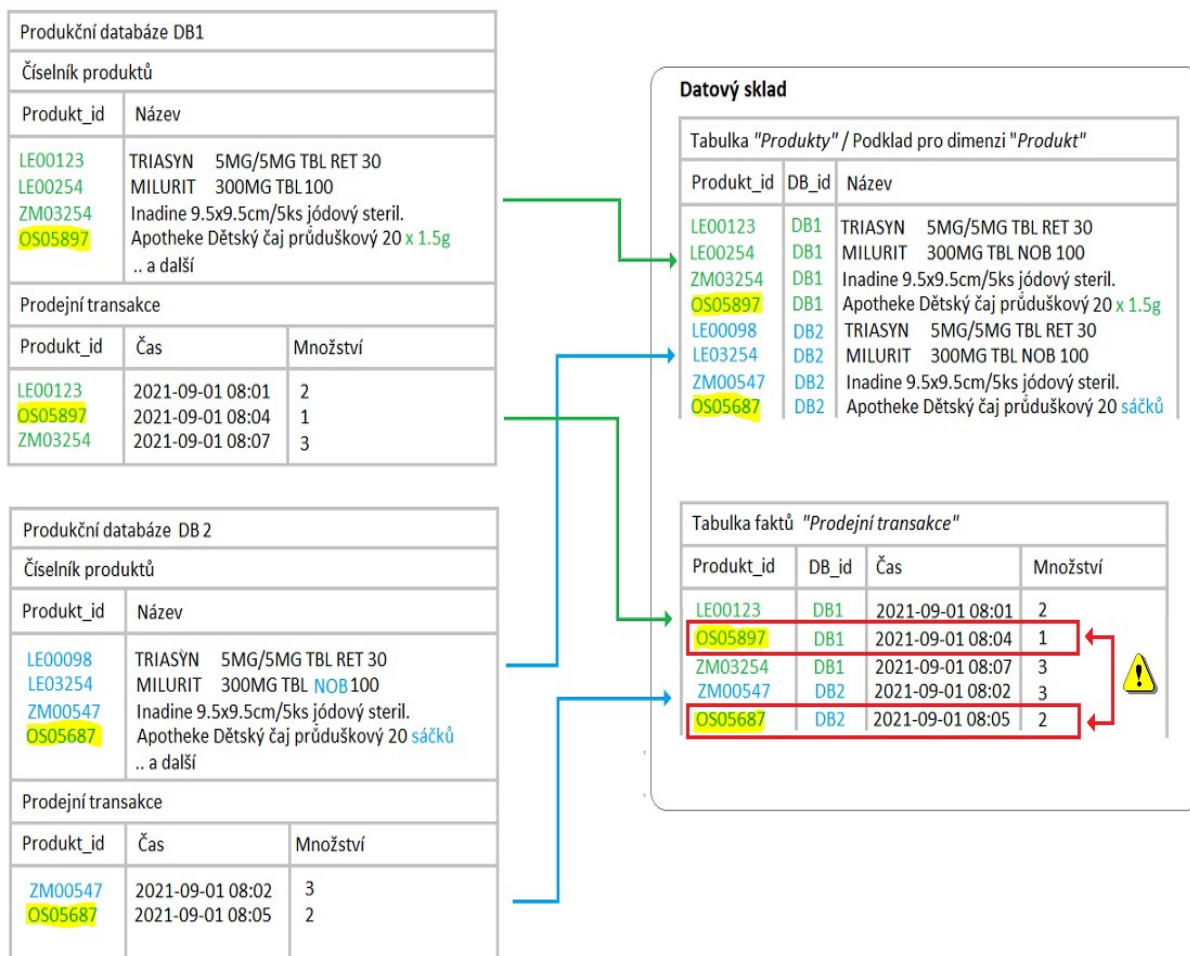 Produkční databáze DB1
Číselník produktů
Produkt_id Název
LE00123 TRIASYN 5MG/5MG TBL RET 30
LE00254 MILURIT 300MG TBL100
ZM03254 Inadine 9.5x9.5cm/5ks jódový steril.
OS05897 Apotheke Dětský čaj průduškový 20 x 1.5g
.. a další
Prodejní transakce
Produkt_id Čas Množství
LE00123 2021-09-01 08:01 2
OS05897 2021-09-01 08:04 1
ZM03254 2021-09-01 08:07 3
Produkční databáze DB 2
Číselník produktů
Produkt_id Název
LE00098 TRIASYN 5MG/5MG TBL RET 30
LE03254 MILURIT 300MG TBL NOB 100
ZM00547 Inadine 9.5x9.5cm/5ks jódový steril.
OS05687 Apotheke Dětský čaj průduškový 20 sáčků
.. a další
Prodejní transakce
Produkt_id Čas Množství
ZM00547 2021-09-01 08:02 3
OS05687 2021-09-01 08:05 2
Datový sklad
Tabulka "Produkty" / Podklad pro dimenzi "Produkt"
Produkt_id DB_id Název
LE00123 DB1 TRIASYN 5MG/5MG TBL RET 30
LE00254 DB1 MILURIT 300MG TBL NOB 100
ZM03254 DB1 Inadine 9.5x9.5cm/5ks jódový steril.
OS05897 DB1 Apotheke Dětský čaj průduškový 20 x 1.5g
LE00098 DB2 TRIASYN 5MG/5MG TBL RET 30
LE03254 DB2 MILURIT 300MG TBL NOB 100
ZM00547 DB2 Inadine 9.5x9.5cm/5ks jódový steril.
OS05687 DB2 Apotheke Dětský čaj průduškový 20 sáčků
Tabulka faktů "Prodejní transakce"
Produkt_id DB_id Čas Množství
LE00123 DB1 2021-09-01 08:01 2
OS05897 DB1 2021-09-01 08:04 1
ZM03254 DB1 2021-09-01 08:07 3
ZM00547 DB2 2021-09-01 08:02 3
OS05687 DB2 2021-09-01 08:05 2